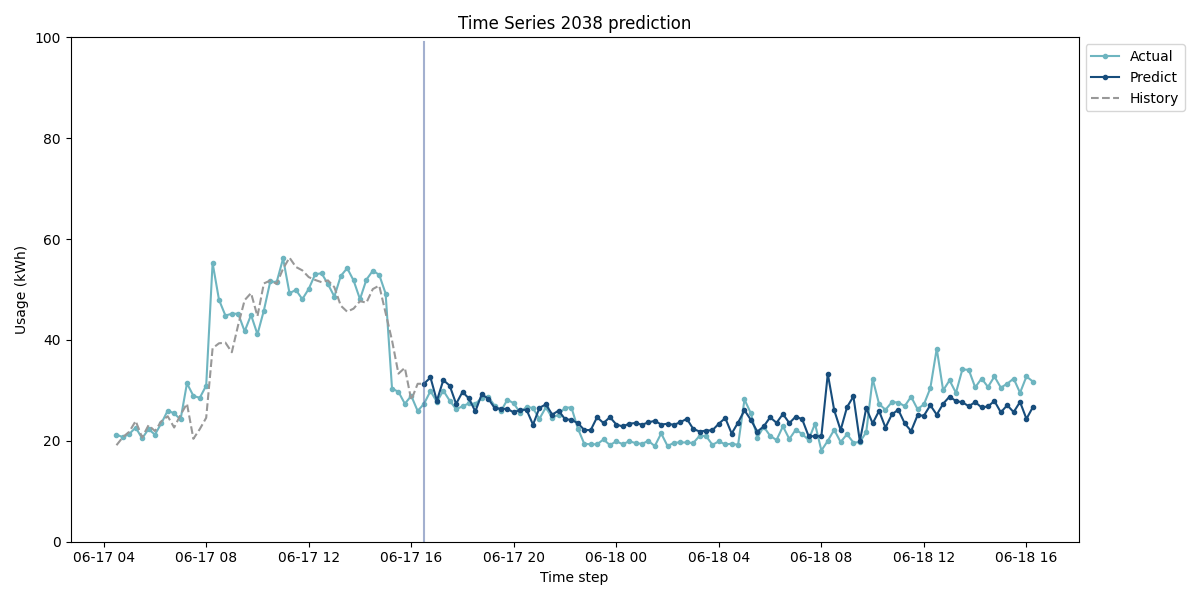 Time Series 2038 prediction
100
80
60
40
20
0
Usage (kWh)
06-17 04
06-17 08
06-17 12
06-17 16
06-17 20
06-18 00
06-18 04
06-18 08
06-18 12
06-18 16
Time step
Actual
Predict
History